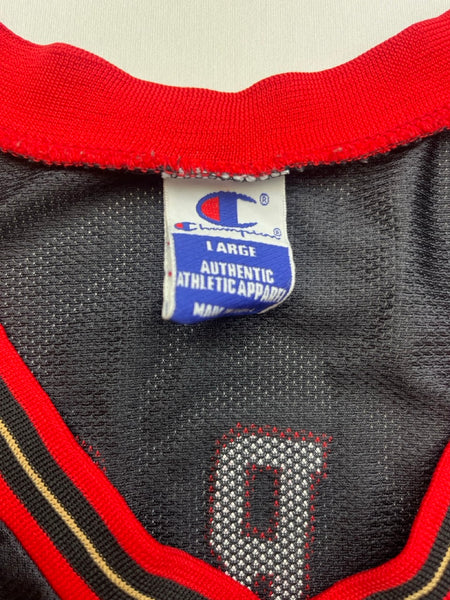 Champion®
LARGE
AUTHENTIC
ATHLETIC APPAREL